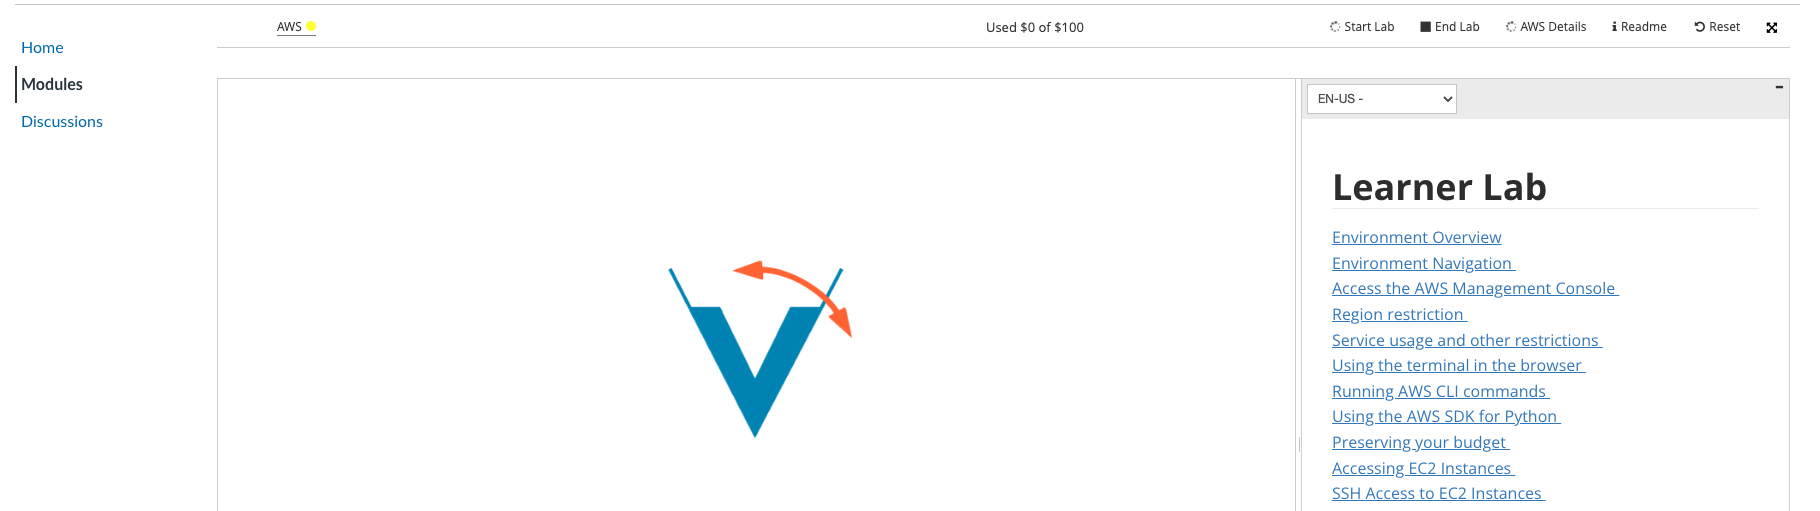 AWS
Used $0 of $100
Start Lab
End Lab
AWS Details
Readme
Reset
Home
Modules
Discussions
EN-US -
Learner Lab
Environment Overview
Environment Navigation
Access the AWS Management Console
Region restriction
Service usage and other restrictions
Using the terminal in the browser
Running AWS CLI commands
Using the AWS SDK for Python
Preserving your budget
Accessing EC2 Instances
SSH Access to EC2 Instances